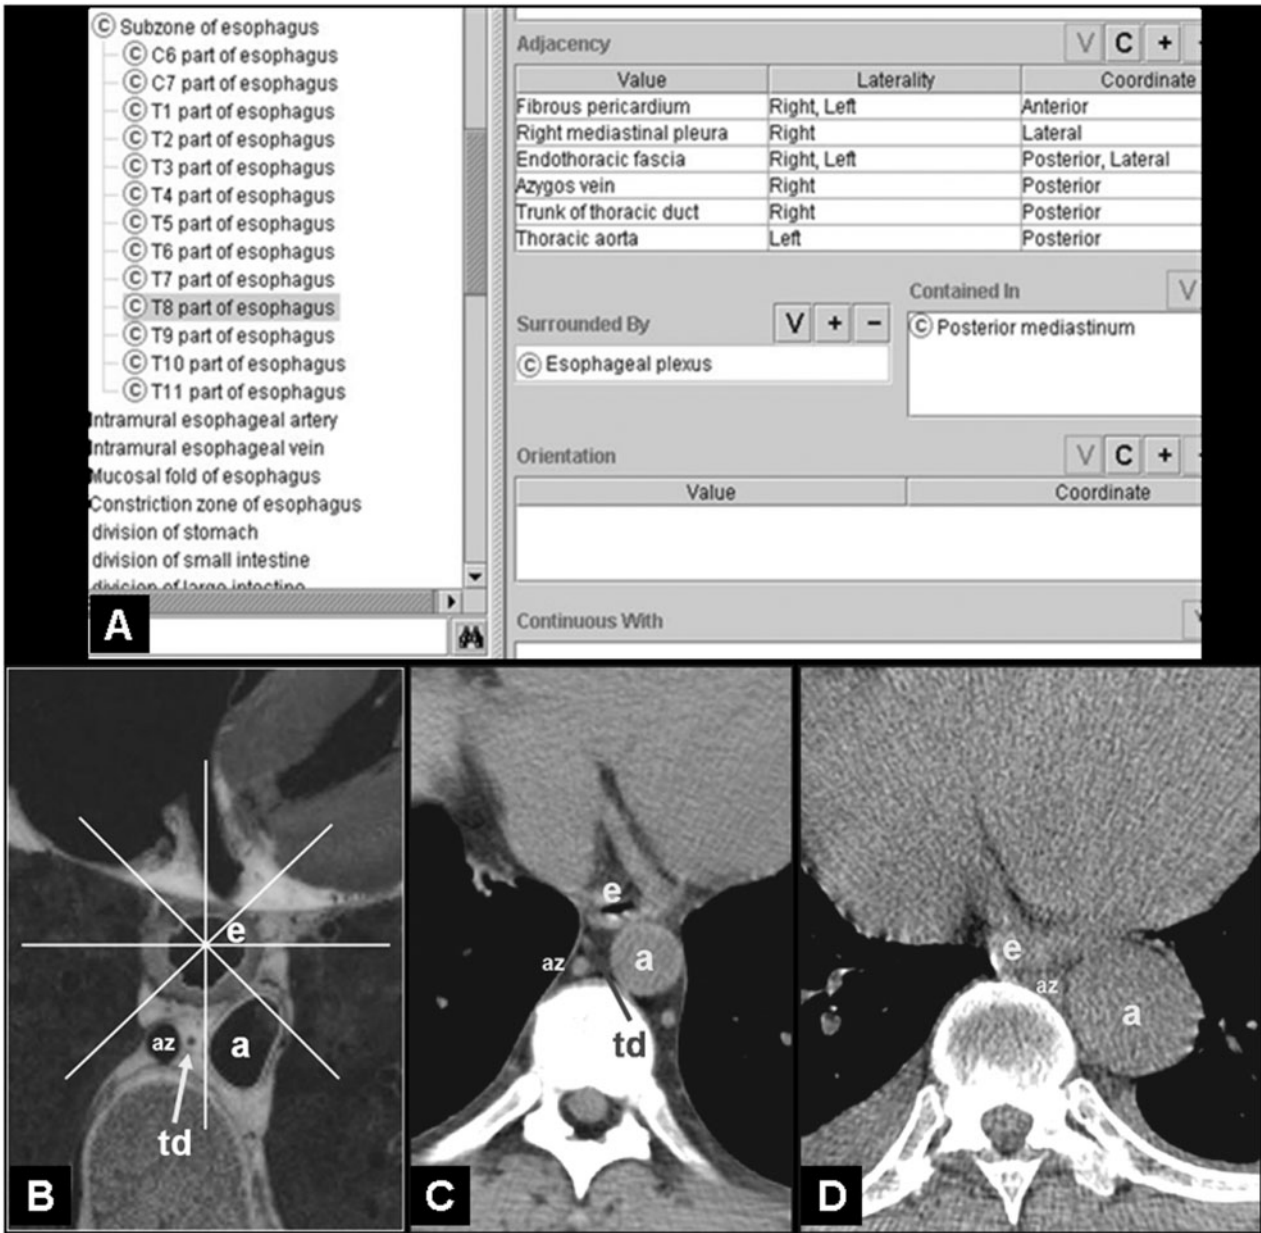 Subzone of esophagus
C6 part of esophagus
C7 part of esophagus
T1 part of esophagus
T2 part of esophagus
T3 part of esophagus
T4 part of esophagus
T5 part of esophagus
T6 part of esophagus
T7 part of esophagus
T8 part of esophagus
T9 part of esophagus
T10 part of esophagus
T11 part of esophagus
Intramural esophageal artery
Intramural esophageal vein
Mucosal fold of esophagus
Constriction zone of esophagus
division of stomach
division of small intestine
division of large intestine
A
Adjacency V C +
Value Laterality Coordinate
Fibrous pericardium Right, Left Anterior
Right mediastinal pleura Right Lateral
Endothoracic fascia Right, Left Posterior, Lateral
Azygos vein Right Posterior
Trunk of thoracic duct Right Posterior
Thoracic aorta Left Posterior
Surrounded By V + −
Esophageal plexus
Contained In V
Posterior mediastinum
Orientation V C +
Value Coordinate
Continuous With
e
az
a
td
B
e
az
a
td
C
e
az
a
D